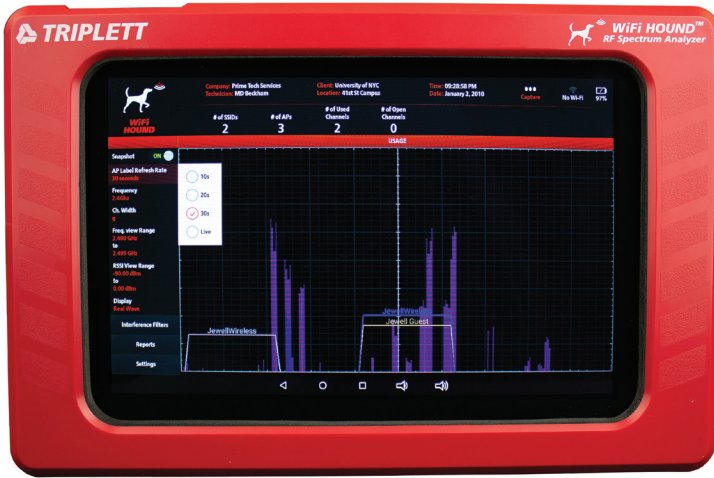 TRIPLETT
WiFi HOUND™
RF Spectrum Analyzer
WiFi
HOUND
Company: Prime Tech Services
Technician: MD Beckham
Client: University of NYC
Location: 41st St Campus
Time: 09:28:58 PM
Date: January 2, 2010
Capture
No Wi-Fi
97%
# of SSIDs
2
# of APs
3
# of Used
Channels
2
# of Open
Channels
0
USAGE
Snapshot ON
AP Label Refresh Rate
30 seconds
Frequency
2.4Ghz
Ch. Width
Freq. view Range
2.400 GHz
to
2.495 GHz
RSSI View Range
-90.00 dBm
to
0.00 dBm
Display
Real Wave
Interference Filters
Reports
Settings
10s
20s
30s
Live
JewellWireless
JewellWireless
Jewell Guest